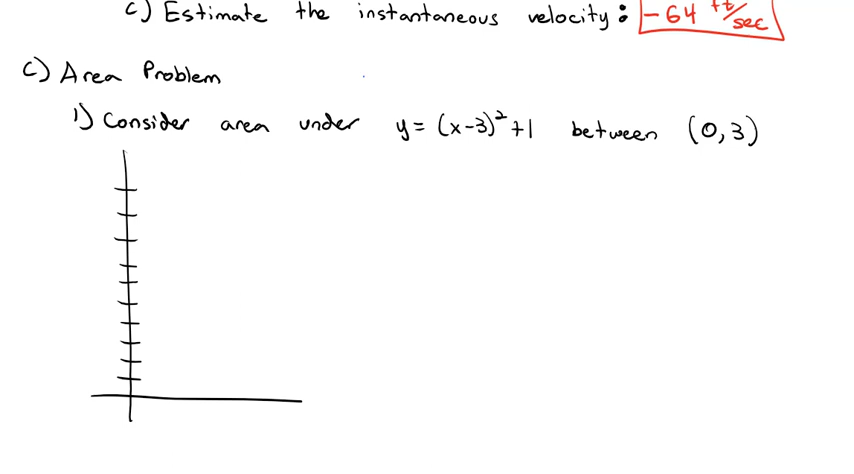 c) Estimate the instantaneous velocity: -64 ft/sec
C) Area Problem
1) Consider area under y = (x-3)² + 1 between (0,3)